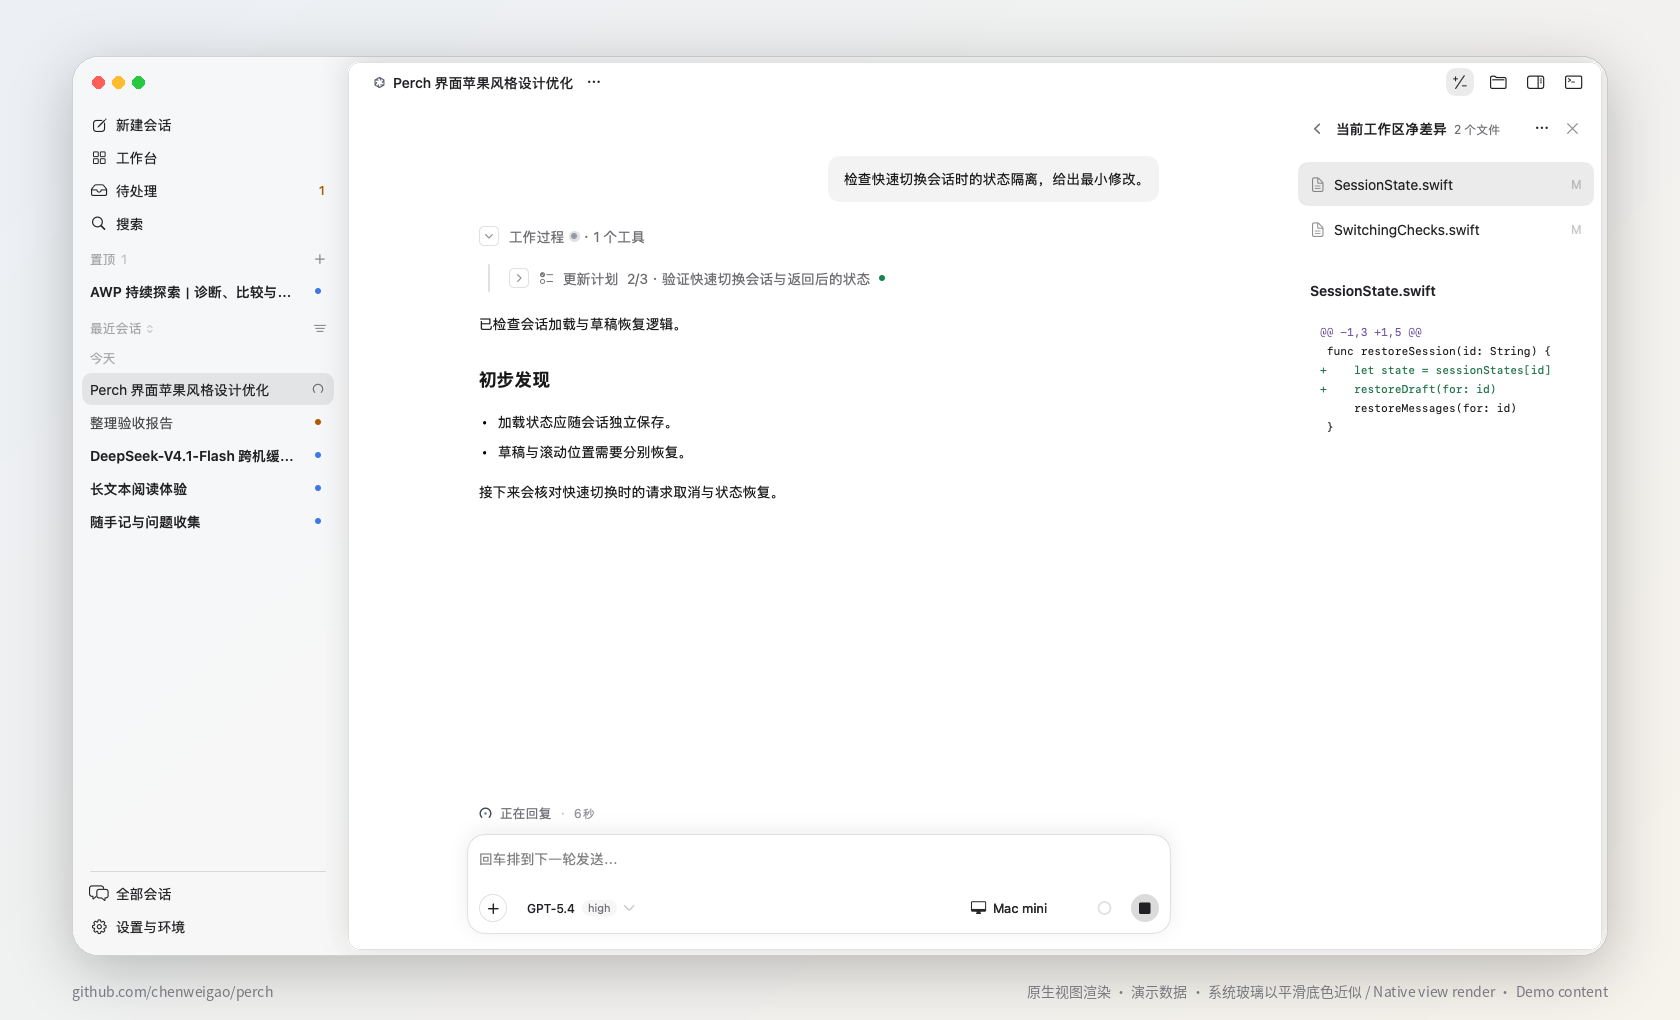 新建会话
工作台
待处理 1
搜索
置顶 1
AWP 持续探索 | 诊断、比较与...
最近会话
今天
Perch 界面苹果风格设计优化
整理验收报告
DeepSeek-V4.1-Flash 跨机缓...
长文本阅读体验
随手记与问题收集
全部会话
设置与环境
Perch 界面苹果风格设计优化 ···
检查快速切换会话时的状态隔离，给出最小修改。
工作过程 · 1 个工具
更新计划 2/3 · 验证快速切换会话与返回后的状态
已检查会话加载与草稿恢复逻辑。
初步发现
• 加载状态应随会话独立保存。
• 草稿与滚动位置需要分别恢复。
接下来会核对快速切换时的请求取消与状态恢复。
正在回复 · 6秒
回车排到下一轮发送...
GPT-5.4 high
Mac mini
当前工作区净差异 2 个文件 ···
SessionState.swift M
SwitchingChecks.swift M
SessionState.swift
@@ -1,3 +1,5 @@
func restoreSession(id: String) {
+    let state = sessionStates[id]
+    restoreDraft(for: id)
restoreMessages(for: id)
}
github.com/chenweigao/perch
原生视图渲染 · 演示数据 · 系统玻璃以平滑底色近似 / Native view render · Demo content